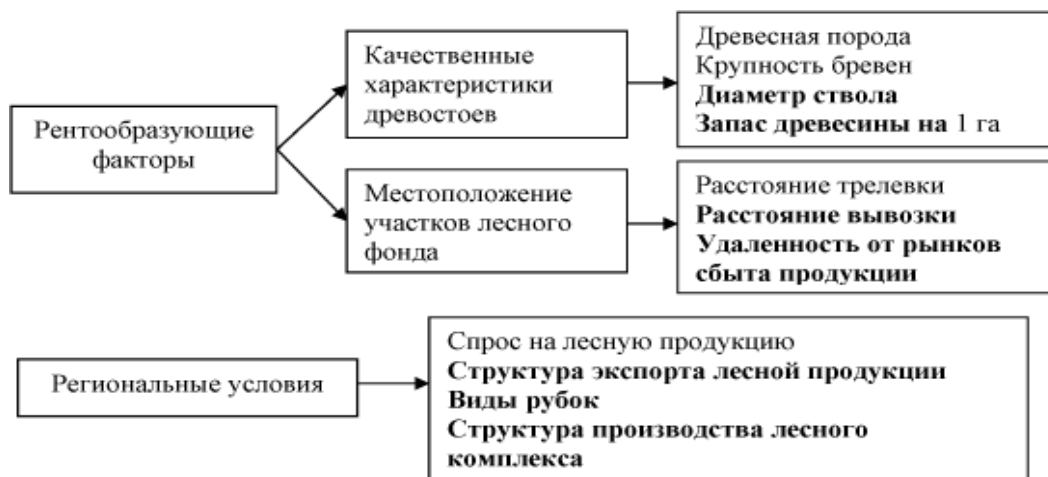 Рентообразующие
факторы
Качественные
характеристики
древостоев
Древесная порода
Крупность бревен
Диаметр ствола
Запас древесины на 1 га
Местоположение
участков лесного
фонда
Расстояние трелевки
Расстояние вывозки
Удаленность от рынков
сбыта продукции
Региональные условия
Спрос на лесную продукцию
Структура экспорта лесной продукции
Виды рубок
Структура производства лесного
комплекса